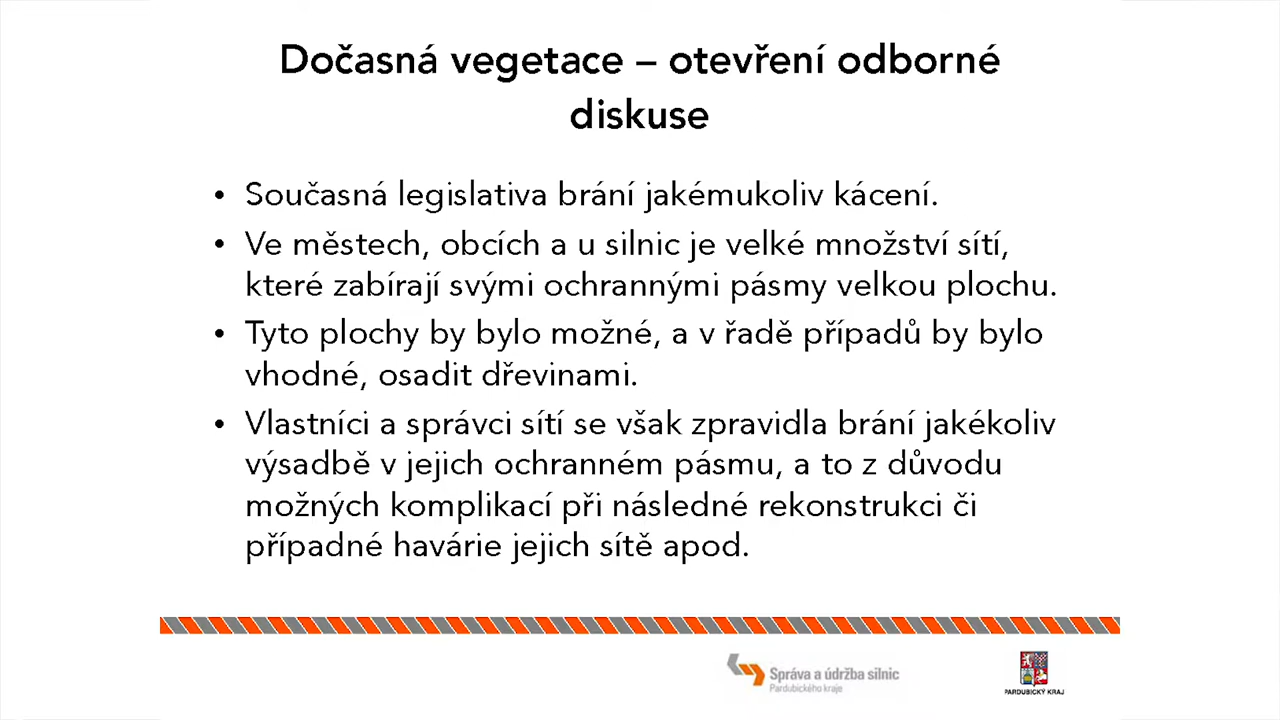 Dočasná vegetace – otevření odborné
diskuse
• Současná legislativa brání jakémukoliv kácení.
• Ve městech, obcích a u silnic je velké množství sítí,
které zabírají svými ochrannými pásmy velkou plochu.
• Tyto plochy by bylo možné, a v řadě případů by bylo
vhodné, osadit dřevinami.
• Vlastníci a správci sítí se však zpravidla brání jakékoliv
výsadbě v jejich ochranném pásmu, a to z důvodu
možných komplikací při následné rekonstrukci či
případné havárie jejich sítě apod.
Správa a údržba silnic
Pardubického kraje
PARDUBICKÝ KRAJ